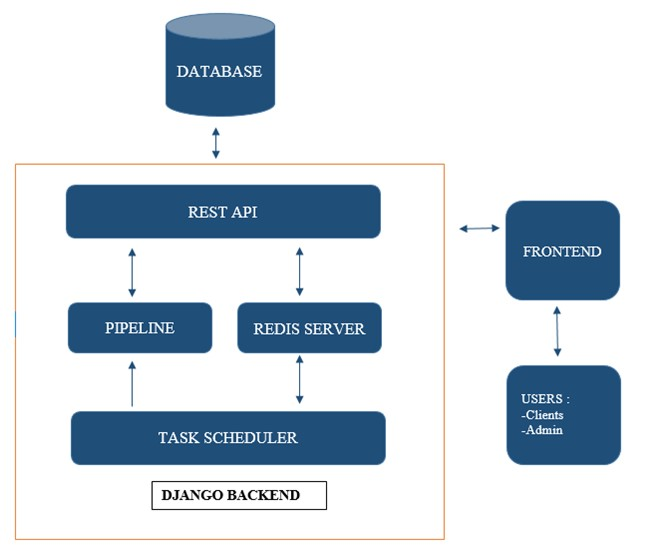 DATABASE
REST API
FRONTEND
PIPELINE
REDIS SERVER
USERS :
-Clients
-Admin
TASK SCHEDULER
DJANGO BACKEND